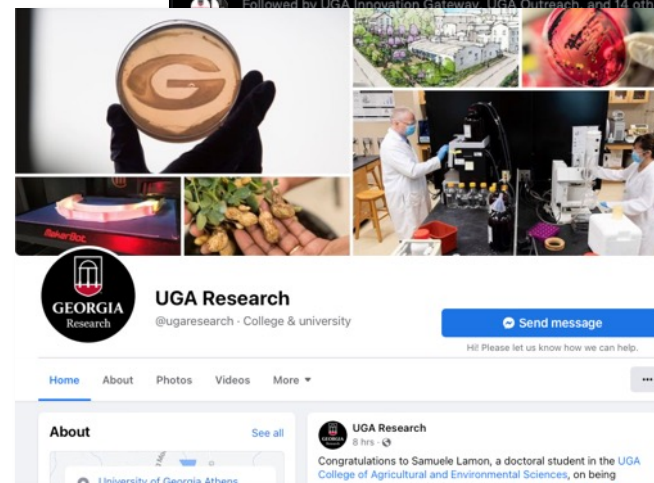 Followed by UGA Innovation Gateway, UGA Outreach, and 14 oth
G
MakerBot
GEORGIA
Research
UGA Research
@ugaresearch · College & university
Send message
Hi! Please let us know how we can help.
Home About Photos Videos More
...
About
See all
University of Georgia Athens
GEORGIA
UGA Research
8 hrs ·
Congratulations to Samuele Lamon, a doctoral student in the UGA
College of Agricultural and Environmental Sciences, on being